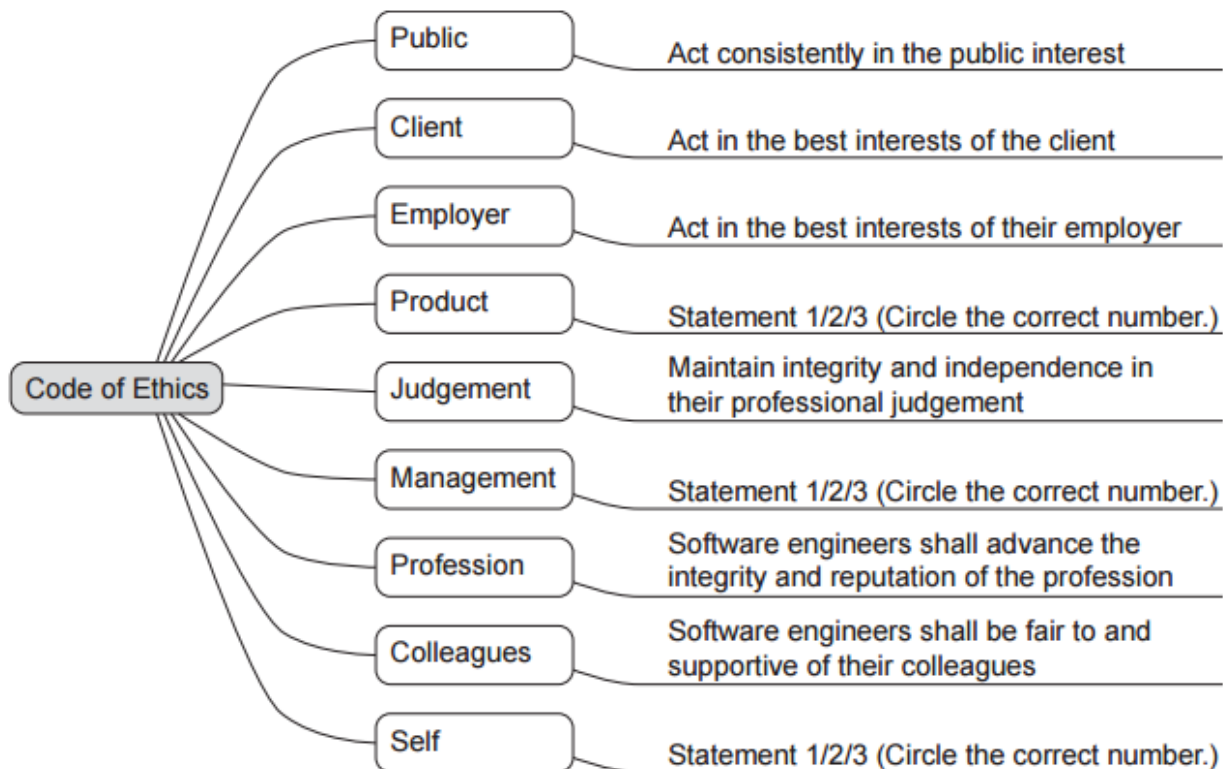 Public
Act consistently in the public interest
Client
Act in the best interests of the client
Employer
Act in the best interests of their employer
Product
Statement 1/2/3 (Circle the correct number.)
Code of Ethics
Judgement
Maintain integrity and independence in
their professional judgement
Management
Statement 1/2/3 (Circle the correct number.)
Profession
Software engineers shall advance the
integrity and reputation of the profession
Colleagues
Software engineers shall be fair to and
supportive of their colleagues
Self
Statement 1/2/3 (Circle the correct number.)